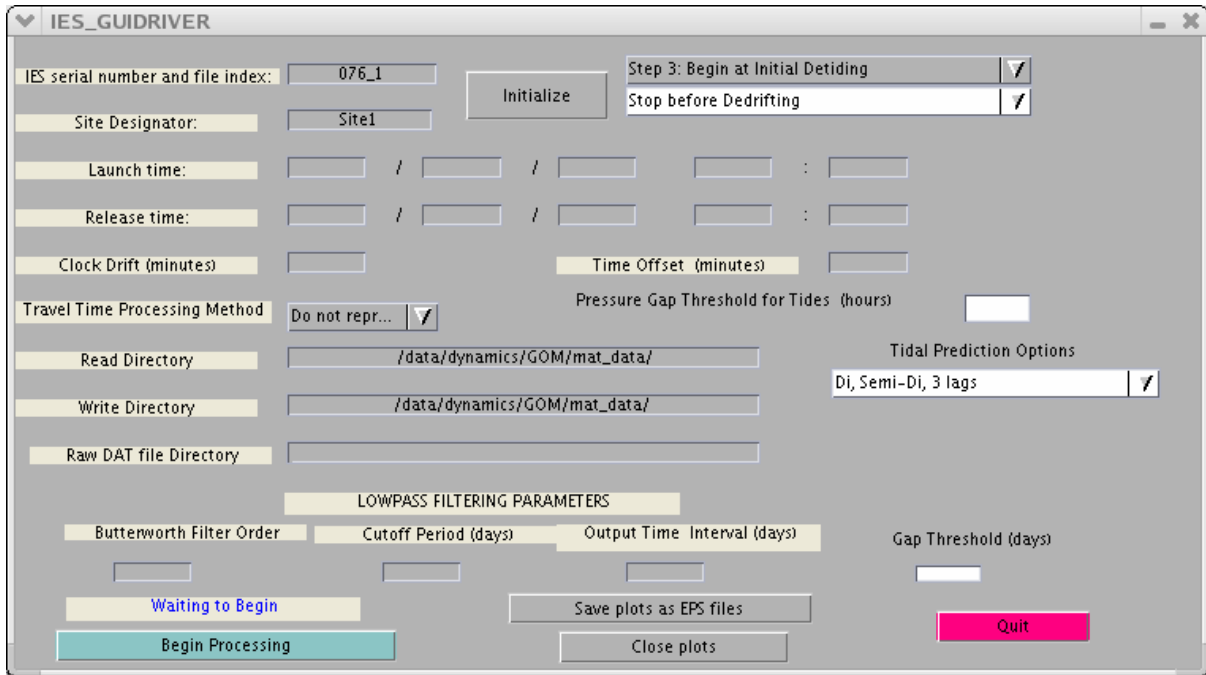 IES_GUIDRIVER
IES serial number and file index: 076_1
Initialize
Step 3: Begin at Initial Detiding
Stop before Dedrifting
Site Designator: Site1
Launch time: / / :
Release time: / / :
Clock Drift (minutes) Time Offset (minutes)
Travel Time Processing Method Do not repr...
Pressure Gap Threshold for Tides (hours)
Read Directory /data/dynamics/GOM/mat_data/
Tidal Prediction Options
Di, Semi-Di, 3 lags
Write Directory /data/dynamics/GOM/mat_data/
Raw DAT file Directory
LOWPASS FILTERING PARAMETERS
Butterworth Filter Order Cutoff Period (days) Output Time Interval (days) Gap Threshold (days)
Waiting to Begin
Save plots as EPS files
Quit
Begin Processing
Close plots